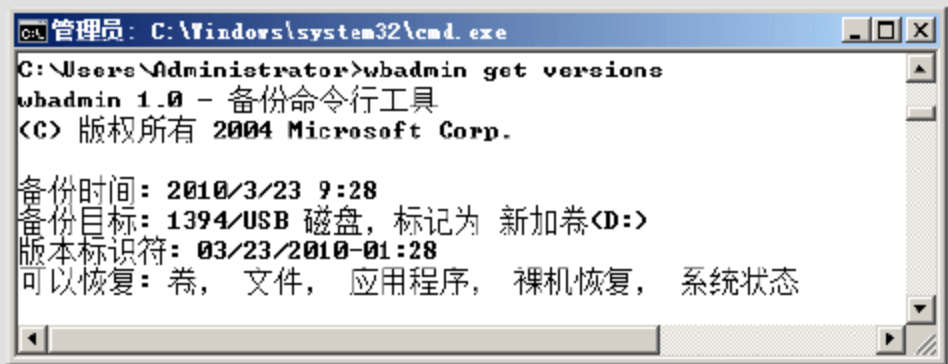 管理员: C:\Windows\system32\cmd.exe
C:\Users\Administrator>wbadmin get versions
wbadmin 1.0 - 备份命令行工具
(C) 版权所有 2004 Microsoft Corp.
备份时间: 2010/3/23 9:28
备份目标: 1394/USB 磁盘, 标记为 新加卷(D:)
版本标识符: 03/23/2010-01:28
可以恢复: 卷, 文件, 应用程序, 裸机恢复, 系统状态